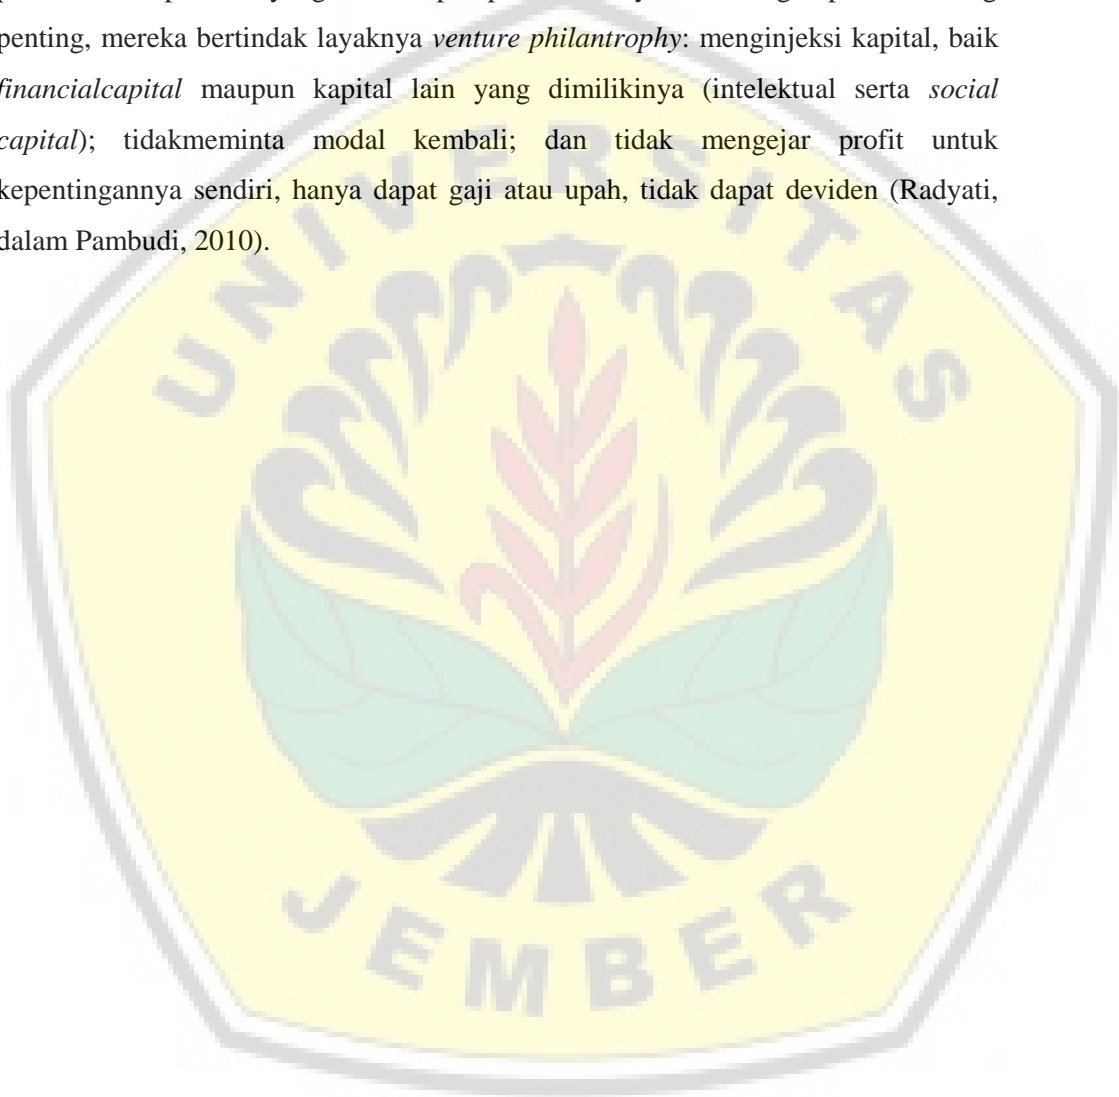 penting, mereka bertindak layaknya venture philantrophy: menginjeksi kapital, baik
financialcapital maupun kapital lain yang dimilikinya (intelektual serta social
capital); tidakmeminta modal kembali; dan tidak mengejar profit untuk
kepentingannya sendiri, hanya dapat gaji atau upah, tidak dapat deviden (Radyati,
dalam Pambudi, 2010).
UNIVERSITAS
JEMBER